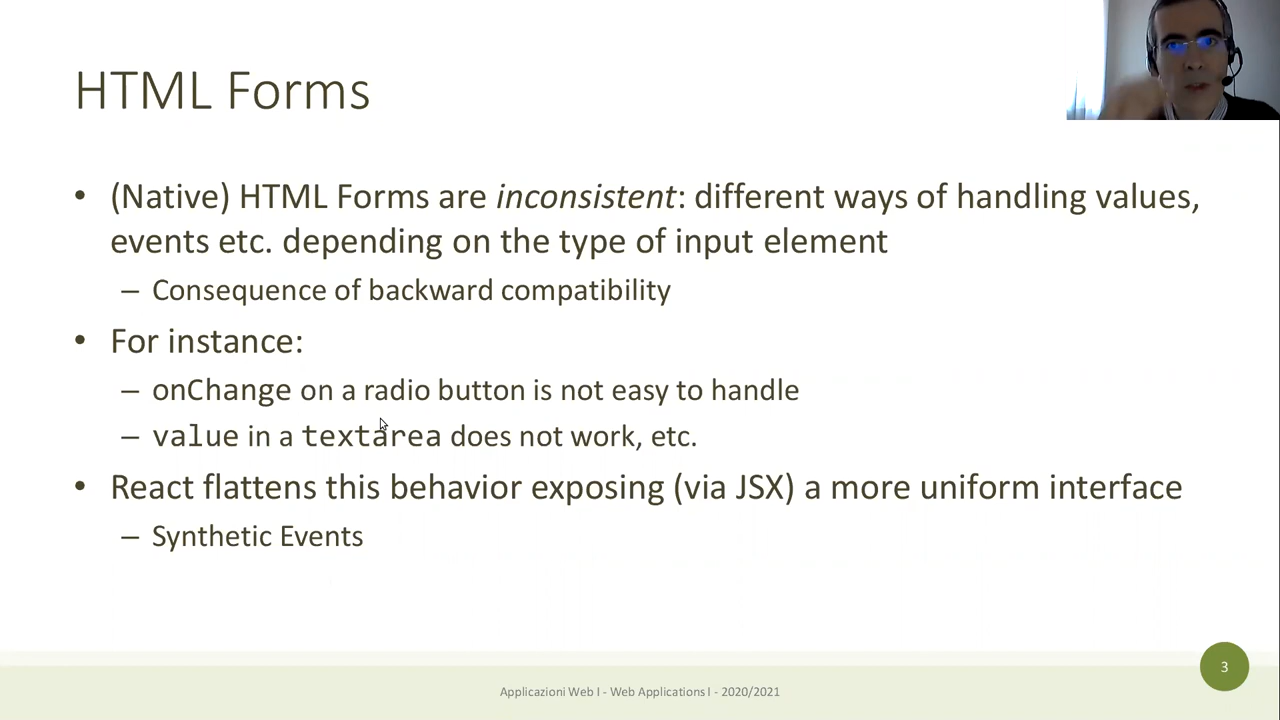 HTML Forms
• (Native) HTML Forms are inconsistent: different ways of handling values,
events etc. depending on the type of input element
– Consequence of backward compatibility
• For instance:
– onChange on a radio button is not easy to handle
– value in a textarea does not work, etc.
• React flattens this behavior exposing (via JSX) a more uniform interface
– Synthetic Events
Applicazioni Web I - Web Applications I - 2020/2021
3